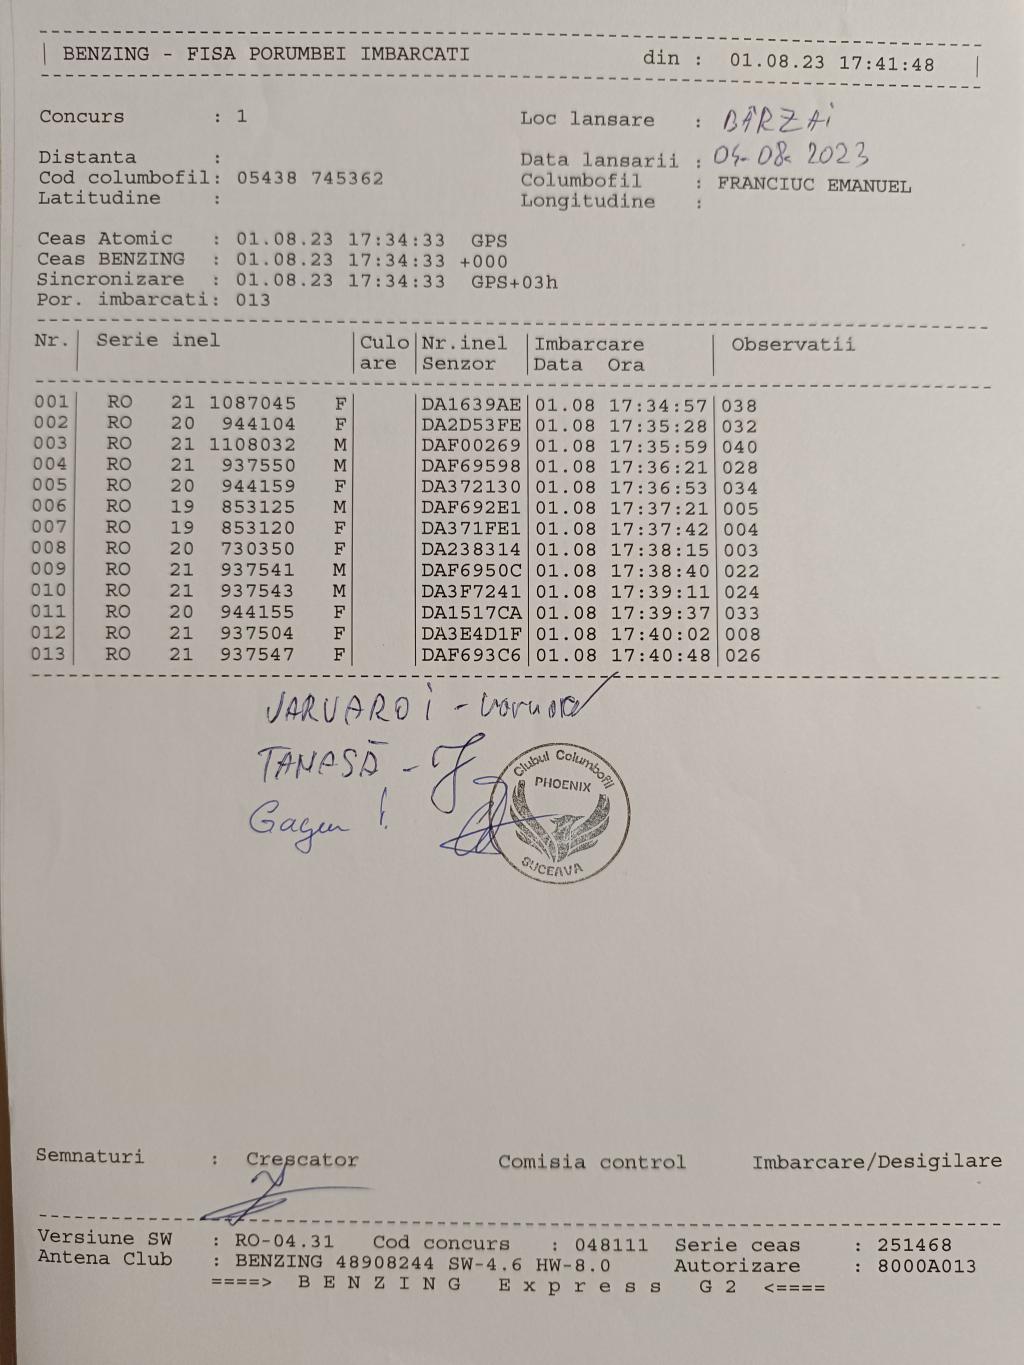 BENZING - FISA PORUMBEI IMBARCATI din : 01.08.23 17:41:48
Concurs : 1 Loc lansare : BÂRZAI
Distanta : Data lansarii : 04-08-2023
Cod columbofil: 05438 745362 Columbofil : FRANCIUC EMANUEL
Latitudine : Longitudine :
Ceas Atomic : 01.08.23 17:34:33 GPS
Ceas BENZING : 01.08.23 17:34:33 +000
Sincronizare : 01.08.23 17:34:33 GPS+03h
Por. imbarcati: 013
Nr. Serie inel Culo Nr.inel Imbarcare Observatii
are Senzor Data Ora
001 RO 21 1087045 F DA1639AE 01.08 17:34:57 038
002 RO 20 944104 F DA2D53FE 01.08 17:35:28 032
003 RO 21 1108032 M DAF00269 01.08 17:35:59 040
004 RO 21 937550 M DAF69598 01.08 17:36:21 028
005 RO 20 944159 F DA372130 01.08 17:36:53 034
006 RO 19 853125 M DAF692E1 01.08 17:37:21 005
007 RO 19 853120 F DA371FE1 01.08 17:37:42 004
008 RO 20 730350 F DA238314 01.08 17:38:15 003
009 RO 21 937541 M DAF6950C 01.08 17:38:40 022
010 RO 21 937543 M DA3F7241 01.08 17:39:11 024
011 RO 20 944155 F DA1517CA 01.08 17:39:37 033
012 RO 21 937504 F DA3E4D1F 01.08 17:40:02 008
013 RO 21 937547 F DAF693C6 01.08 17:40:48 026
VARVAROI -
TANASĂ -
Clubul Columbofil
PHOENIX
SUCEAVA
Semnaturi : Crescator Comisia control Imbarcare/Desigilare
Versiune SW : RO-04.31 Cod concurs : 048111 Serie ceas : 251468
Antena Club : BENZING 48908244 SW-4.6 HW-8.0 Autorizare : 8000A013
====> B E N Z I N G E x p r e s s G 2 <====